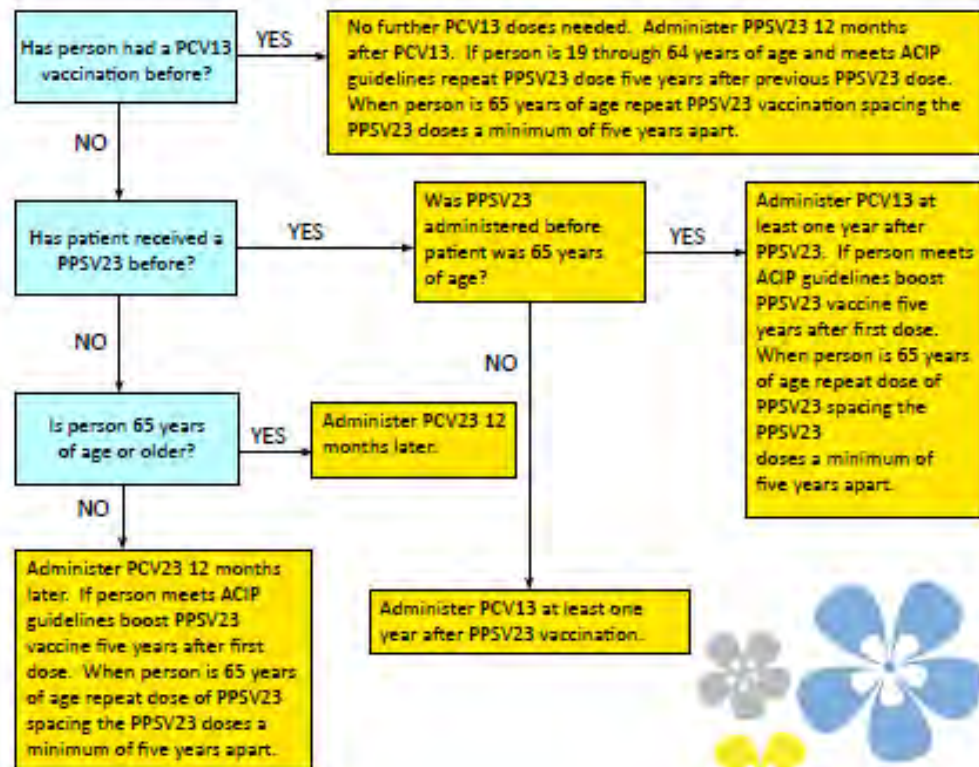 Has person had a PCV13
vaccination before?
YES
No further PCV13 doses needed. Administer PPSV23 12 months
after PCV13. If person is 19 through 64 years of age and meets ACIP
guidelines repeat PPSV23 dose five years after previous PPSV23 dose.
When person is 65 years of age repeat PPSV23 vaccination spacing the
PPSV23 doses a minimum of five years apart.
NO
Has patient received a
PPSV23 before?
YES
Was PPSV23
administered before
patient was 65 years
of age?
YES
Administer PCV13 at
least one year after
PPSV23. If person meets
ACIP guidelines boost
PPSV23 vaccine five
years after first dose.
When person is 65 years
of age repeat dose of
PPSV23 spacing the
PPSV23
doses a minimum of
five years apart.
NO
NO
Is person 65 years
of age or older?
YES
Administer PCV23 12
months later.
NO
Administer PCV23 12 months
later. If person meets ACIP
guidelines boost PPSV23
vaccine five years after first
dose. When person is 65 years
of age repeat dose of PPSV23
spacing the PPSV23 doses a
minimum of five years apart.
Administer PCV13 at least one
year after PPSV23 vaccination.